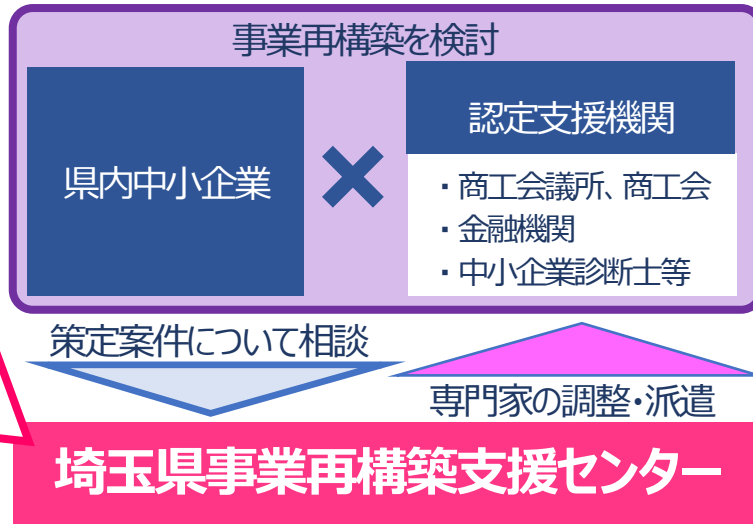 事業再構築を検討
県内中小企業
認定支援機関
・商工会議所、商工会
・金融機関
・中小企業診断士等
策定案件について相談
専門家の調整・派遣
埼玉県事業再構築支援センター